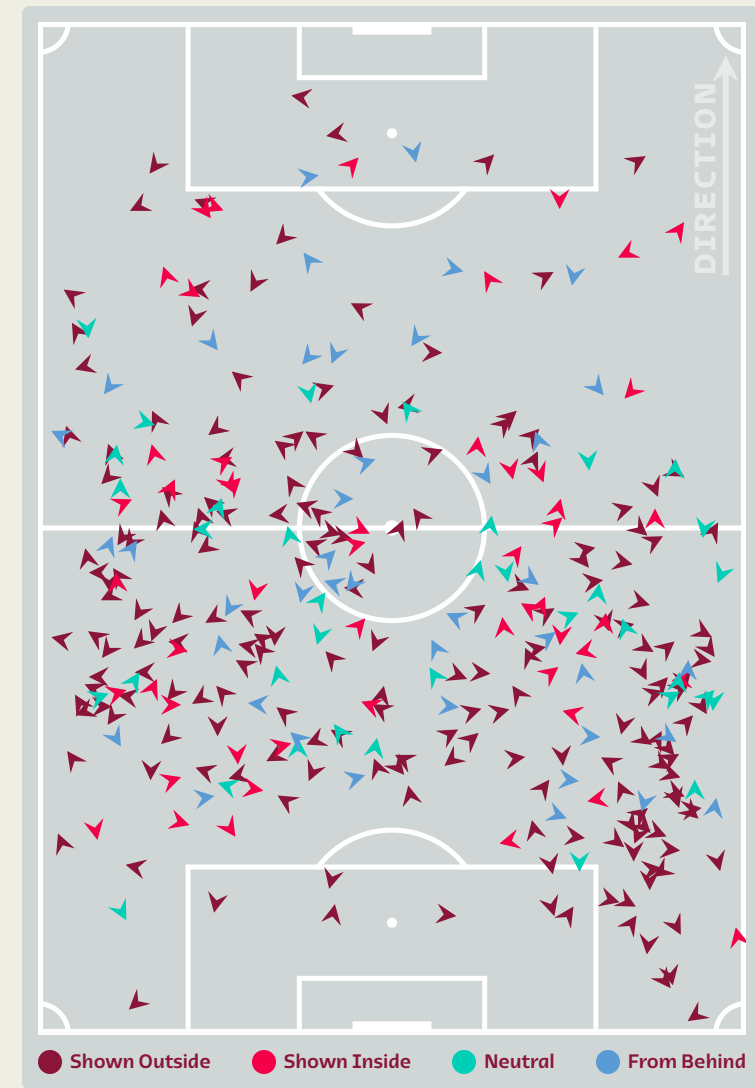 DIRECTION
Shown Outside
Shown Inside
Neutral
From Behind